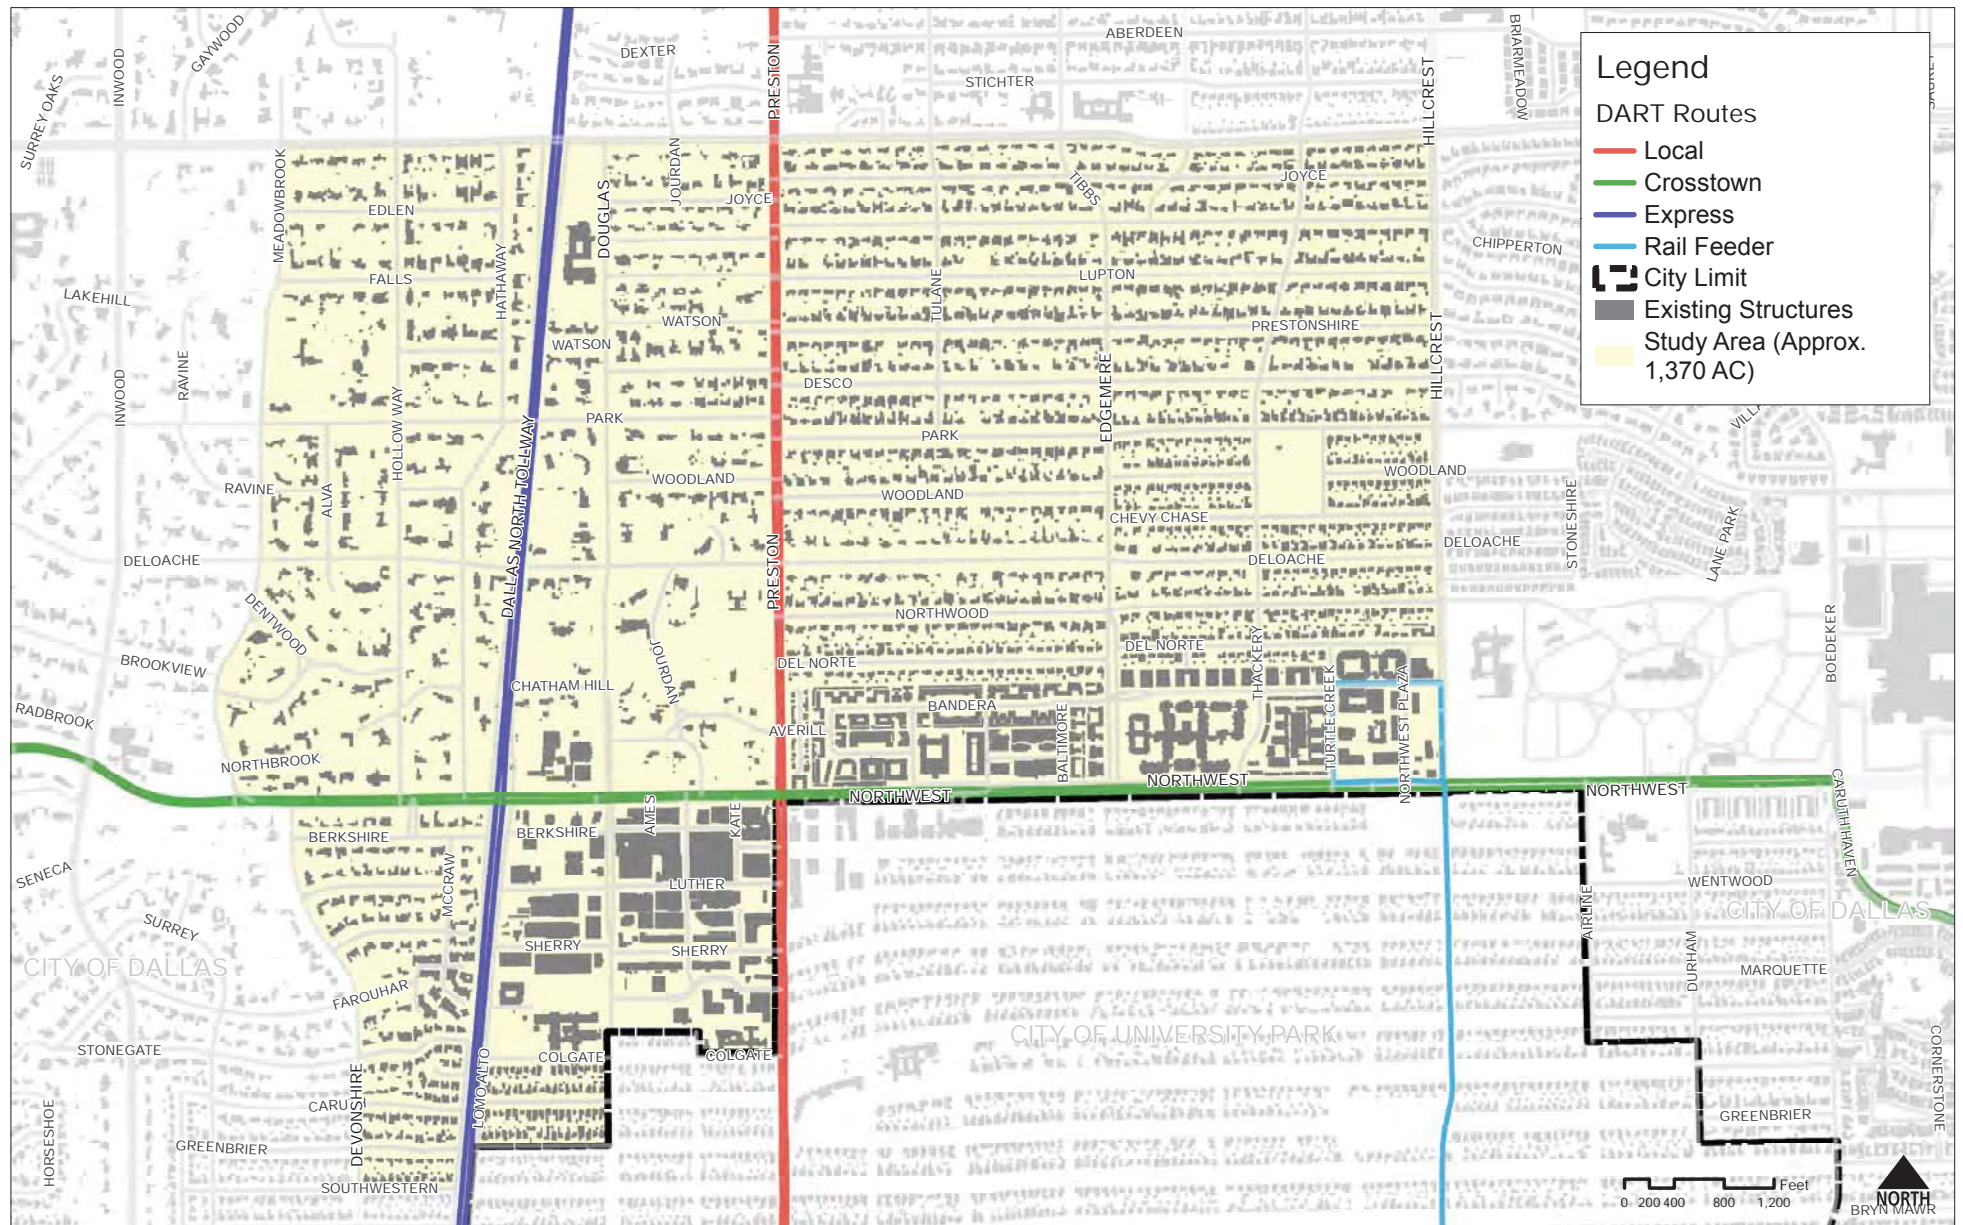 DEXTER
ABERDEEN
STICHTER
GAYWOOD
INWOOD
SURREY OAKS
PRESTON
HILLCREST
BRIARMEADOW
Legend
DART Routes
Local
Crosstown
Express
Rail Feeder
City Limit
Existing Structures
Study Area (Approx.
1,370 AC)
MEADOWBROOK
JOURDAN
DOUGLAS
JOYCE
TIBBS
JOYCE
EDLEN
HATHAWAY
FALLS
LAKEHILL
CHIPPERTON
LUPTON
TULANE
WATSON
WATSON
PRESTONSHIRE
HILLCREST
EDGEMERE
RAVINE
INWOOD
DESCO
HOLLOW WAY
PARK
PARK
DALLAS NORTH TOLLWAY
WOODLAND
WOODLAND
WOODLAND
RAVINE
ALVA
CHEVY CHASE
STONESHIRE
LANE PARK
DELOACHE
DELOACHE
DELOACHE
PRESTON
DENTWOOD
NORTHWOOD
BOEDEKER
BROOKVIEW
JOURDAN
DEL NORTE
DEL NORTE
THACKERY
TURTLE CREEK
NORTHWEST PLAZA
CHATHAM HILL
RADBROOK
BANDERA
BALTIMORE
AVERILL
NORTHBROOK
NORTHWEST
NORTHWEST
NORTHWEST
CARUTH HAVEN
AMES
KATE
BERKSHIRE
BERKSHIRE
MCCRAW
SENECA
LUTHER
WENTWOOD
CITY OF DALLAS
AIRLINE
SURREY
SHERRY
SHERRY
DURHAM
MARQUETTE
CITY OF DALLAS
FARQUHAR
CITY OF UNIVERSITY PARK
STONEGATE
COLGATE
COLGATE
LOMO ALTO
DEVONSHIRE
CORNERSTONE
HORSESHOE
GREENBRIER
GREENBRIER
SOUTHWESTERN
Feet
0 200 400 800 1,200
NORTH
BRYN MAWR